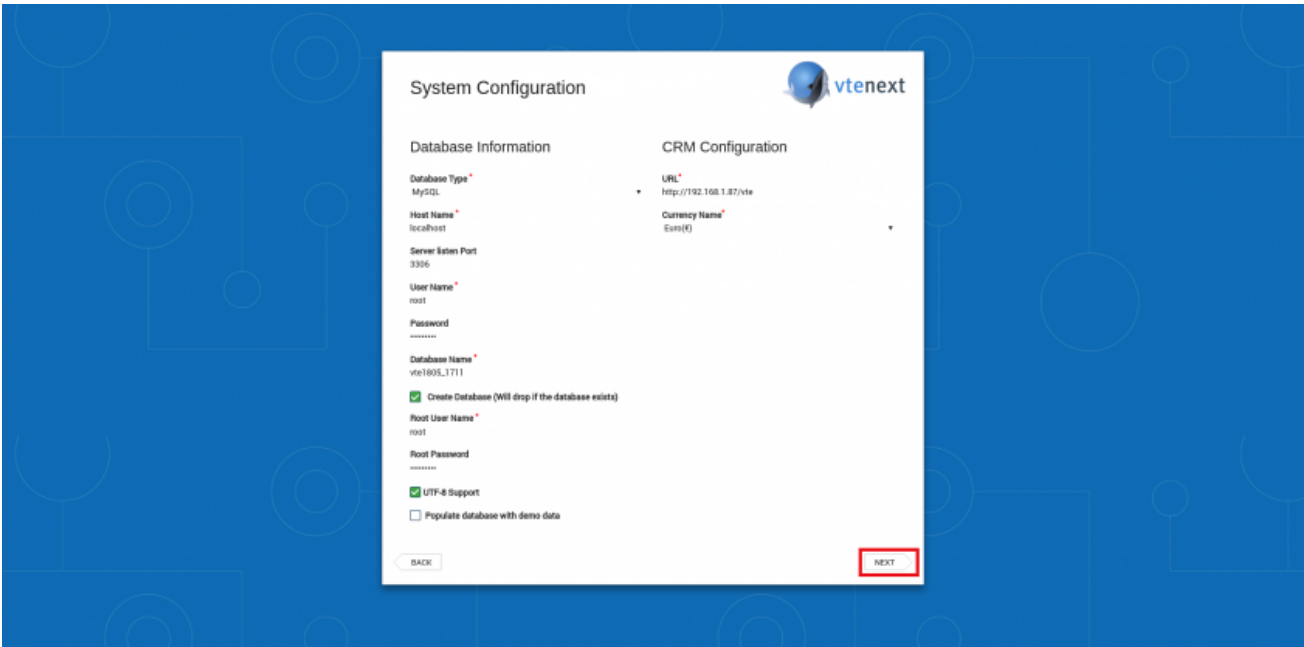 System Configuration
vtenext
Database Information
Database Type *
MySQL
Host Name *
localhost
Server listen Port
3306
User Name *
root
Password
********
Database Name *
vte1805_1711
Create Database (Will drop if the database exists)
Root User Name *
root
Root Password
********
UTF-8 Support
Populate database with demo data
CRM Configuration
URL*
http://192.168.1.87/vte
Currency Name*
Euro(€)
BACK
NEXT